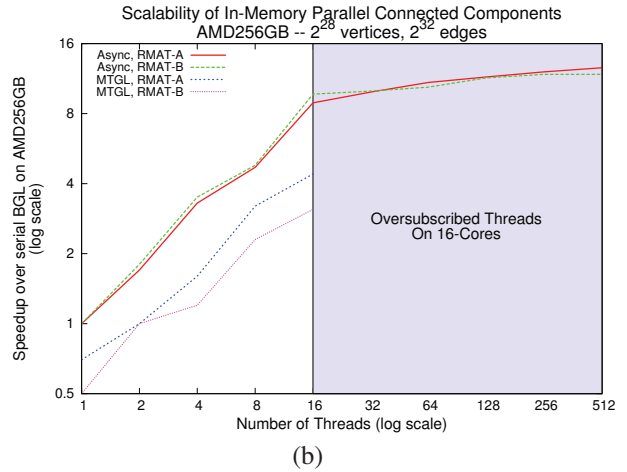 Scalability of In-Memory Parallel Connected Components
AMD256GB -- 2^28 vertices, 2^32 edges
Speedup over serial BGL on AMD256GB
(log scale)
16
8
4
2
1
0.5
Async, RMAT-A
Async, RMAT-B
MTGL, RMAT-A
MTGL, RMAT-B
Oversubscribed Threads
On 16-Cores
1 2 4 8 16 32 64 128 256 512
Number of Threads (log scale)
(b)